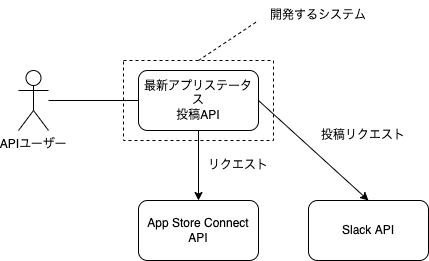 開発するシステム
最新アプリステータ
ス
投稿API
APIユーザー
投稿リクエスト
リクエスト
App Store Connect
API
Slack API